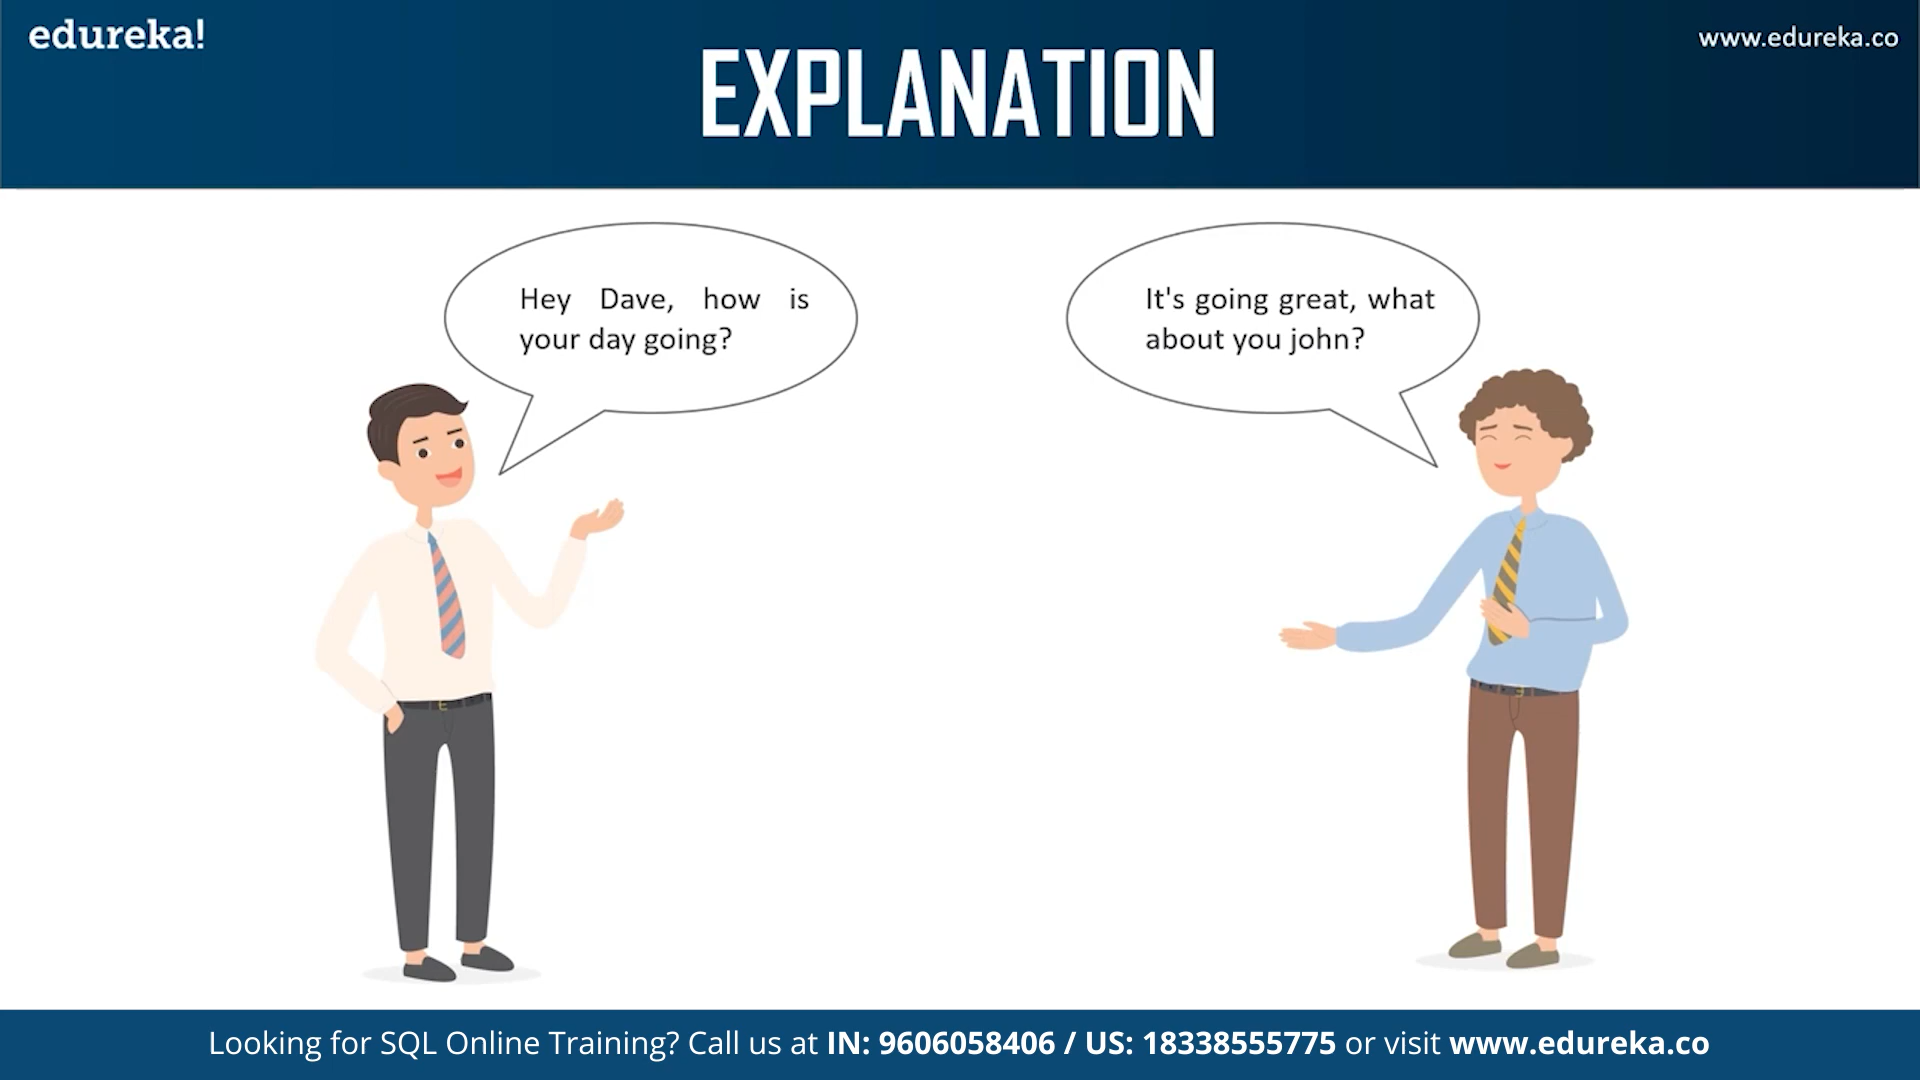 edureka!
www.edureka.co
EXPLANATION
Hey Dave, how is
your day going?
It's going great, what
about you john?
Looking for SQL Online Training? Call us at IN: 9606058406 / US: 18338555775 or visit www.edureka.co